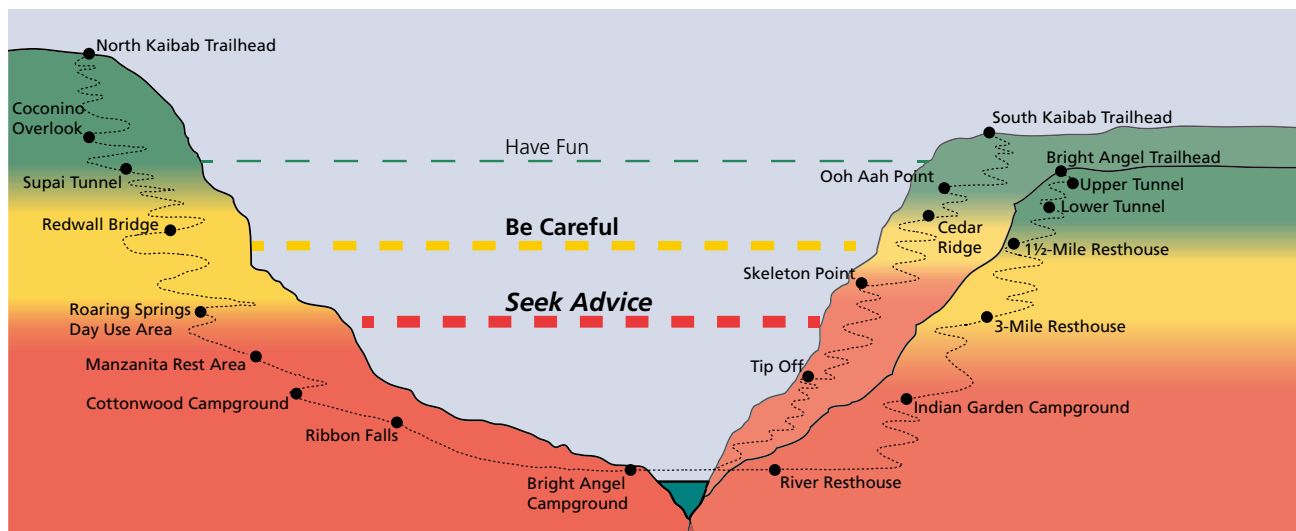 North Kaibab Trailhead
Coconino
Overlook
Supai Tunnel
Redwall Bridge
Roaring Springs
Day Use Area
Manzanita Rest Area
Cottonwood Campground
Ribbon Falls
Bright Angel
Campground
Have Fun
Be Careful
Seek Advice
South Kaibab Trailhead
Ooh Aah Point
Cedar
Ridge
Skeleton Point
Tip Off
Bright Angel Trailhead
Upper Tunnel
Lower Tunnel
1½-Mile Resthouse
3-Mile Resthouse
Indian Garden Campground
River Resthouse